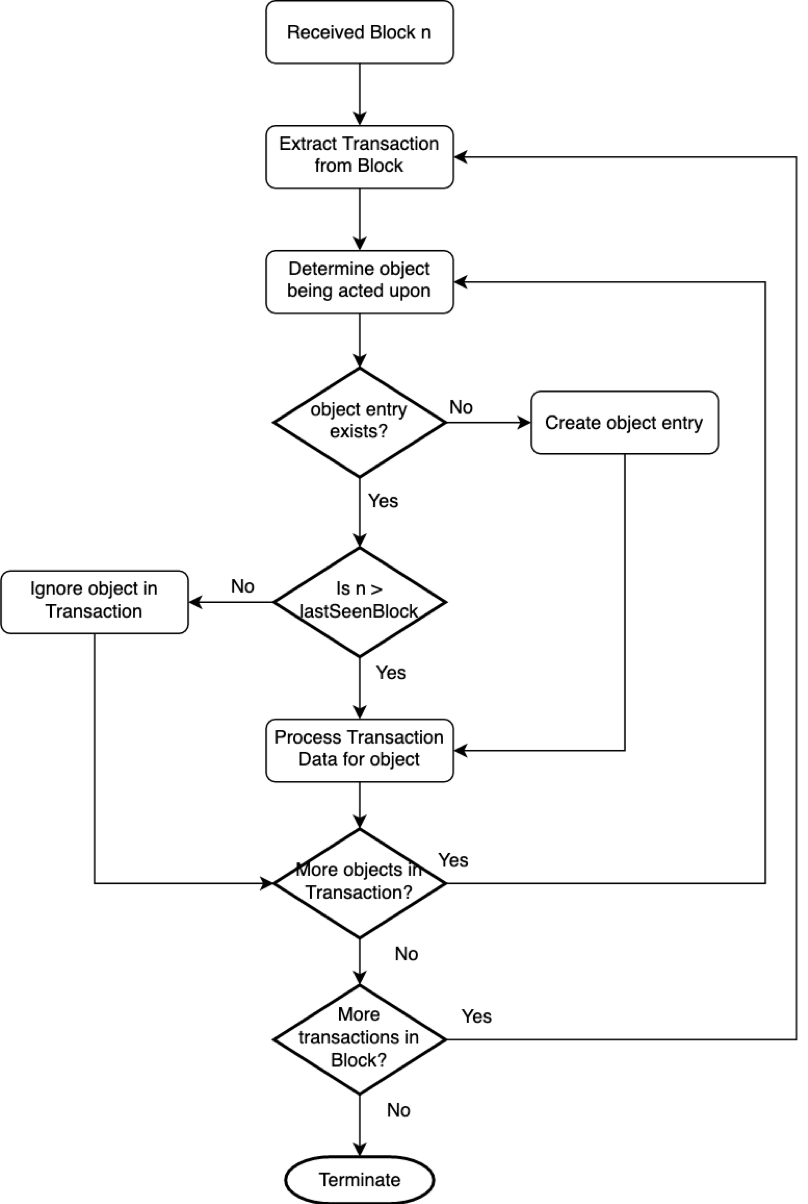 Received Block n
Extract Transaction
from Block
Determine object
being acted upon
object entry
exists?
No
Create object entry
Yes
Ignore object in
Transaction
No
Is n >
lastSeenBlock
Yes
Process Transaction
Data for object
More objects in
Transaction?
Yes
No
More
transactions in
Block?
Yes
No
Terminate